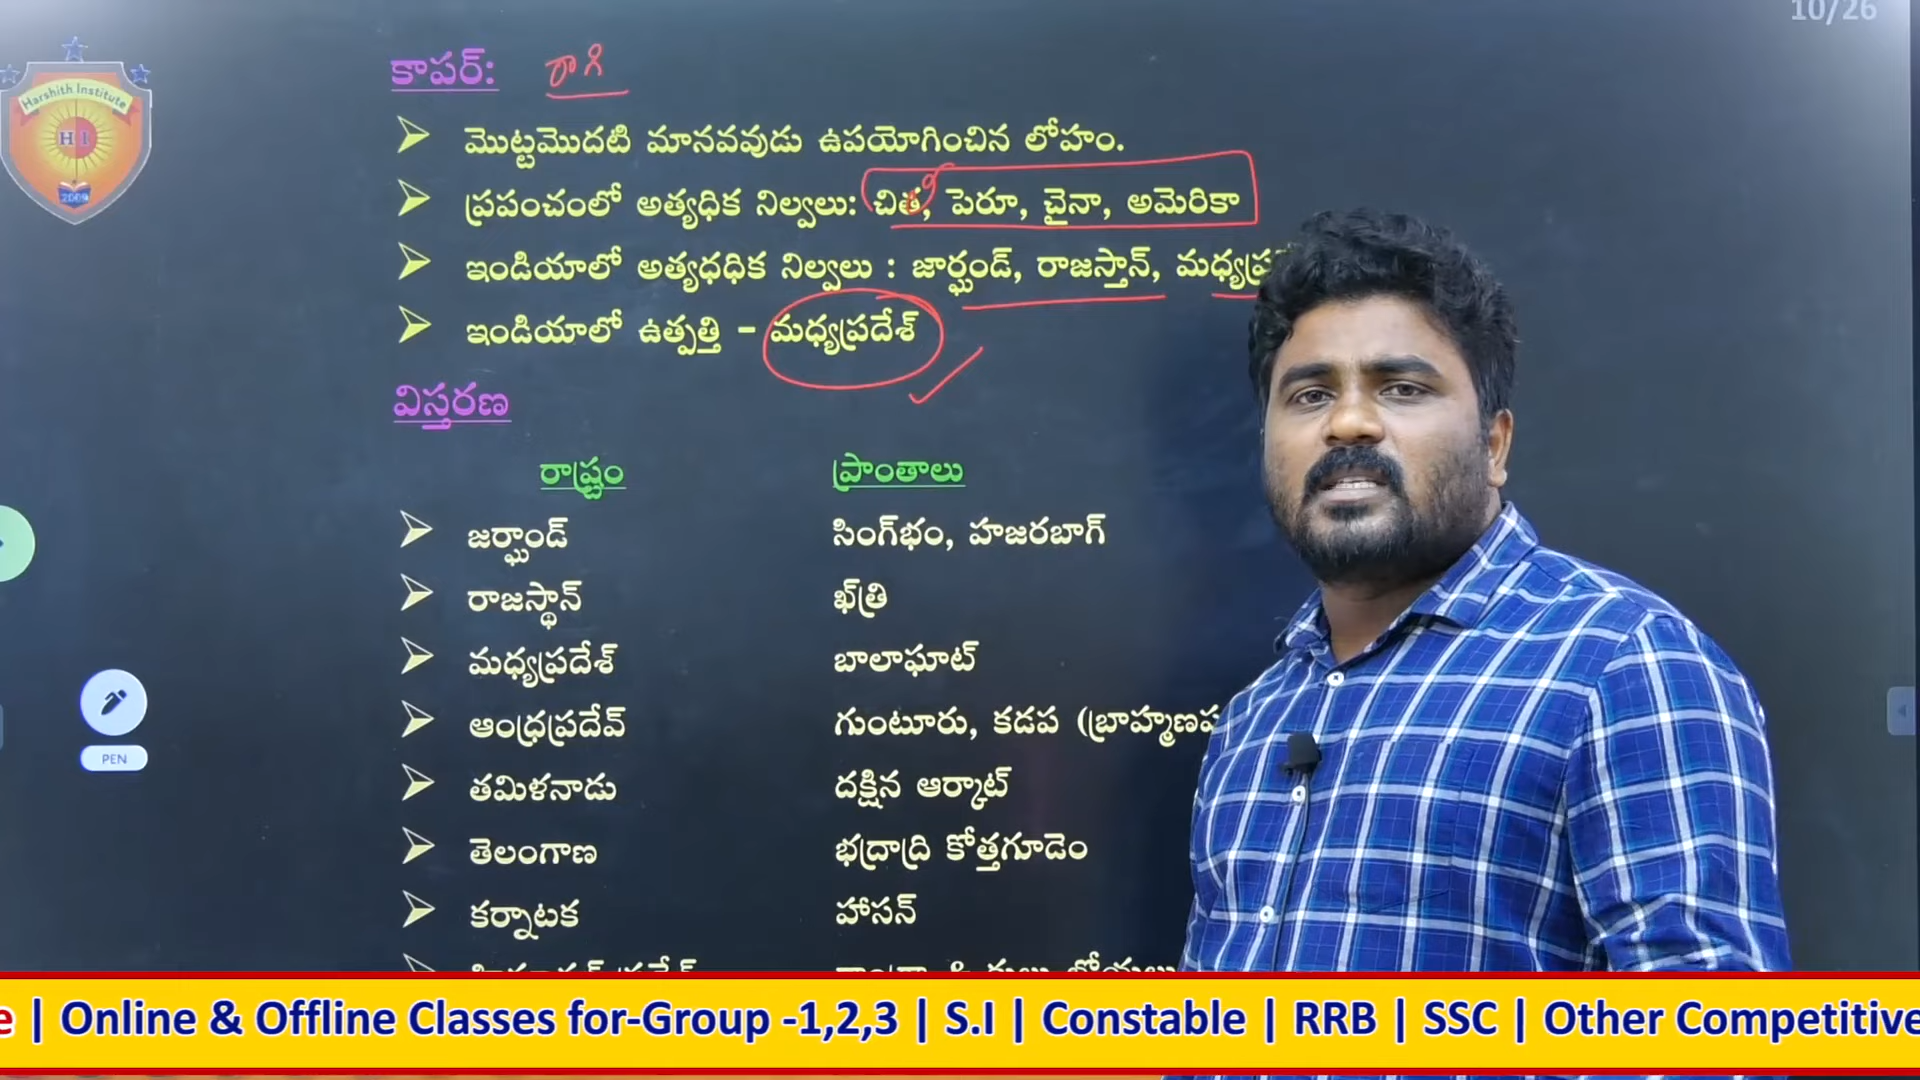 10/26
Harshith Institute
H I
2009
కాపర్: రాగి
మొట్టమొదటి మానవవుడు ఉపయోగించిన లోహం.
ప్రపంచంలో అత్యధిక నిల్వలు: చిత, పెరూ, చైనా, అమెరికా
ఇండియాలో అత్యధధిక నిల్వలు : జార్ఖండ్, రాజస్తాన్,
ఇండియాలో ఉత్పత్తి - మధ్యప్రదేశ్
విస్తరణ
రాష్ట్రం ప్రాంతాలు
జర్ఖాండ్ సింగ్‌భం, హజరబాగ్
రాజస్థాన్ ఖ్‌త్రి
మధ్యప్రదేశ్ బాలాఘాట్
ఆంధ్రప్రదేవ్ గుంటూరు, కడప
తమిళనాడు దక్షిన ఆర్కాట్
తెలంగాణ భద్రాద్రి కోత్తగూడెం
కర్నాటక హాసన్
PEN
| Online & Offline Classes for-Group -1,2,3 | S.I | Constable | RRB | SSC | Other Competitive